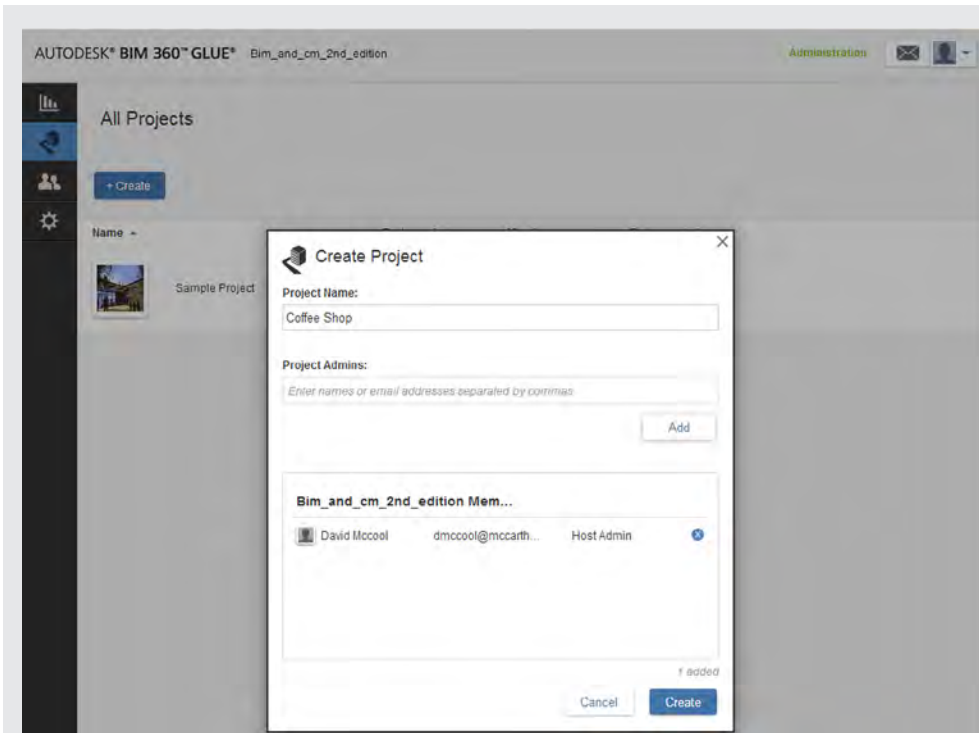 AUTODESK® BIM 360™ GLUE® Bim_and_cm_2nd_edition Administration
All Projects
+ Create
Name
Sample Project
Create Project
Project Name:
Coffee Shop
Project Admins:
Enter names or email addresses separated by commas
Add
Bim_and_cm_2nd_edition Mem...
David Mccool dmccool@mccarth... Host Admin
1 added
Cancel Create